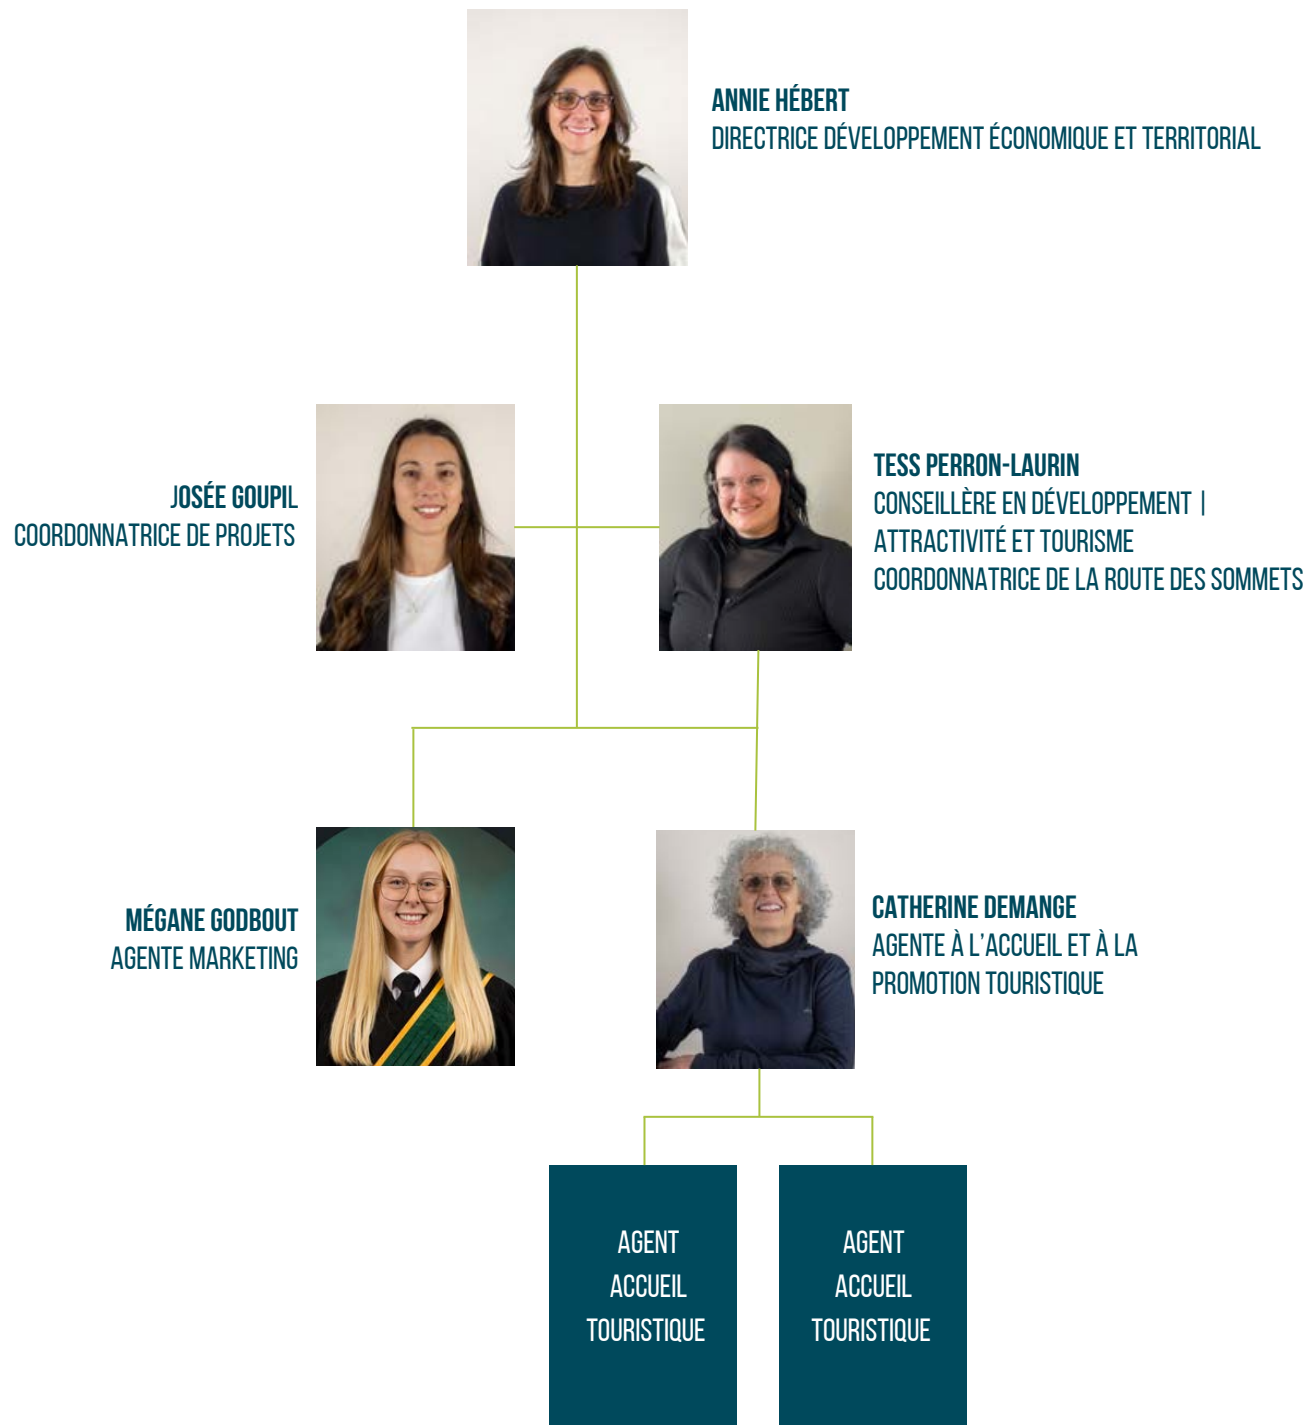 ANNIE HÉBERT
DIRECTRICE DÉVELOPPEMENT ÉCONOMIQUE ET TERRITORIAL
JOSÉE GOUPIL
COORDONNATRICE DE PROJETS
TESS PERRON-LAURIN
CONSEILLÈRE EN DÉVELOPPEMENT |
ATTRACTIVITÉ ET TOURISME
COORDONNATRICE DE LA ROUTE DES SOMMETS
MÉGANE GODBOUT
AGENTE MARKETING
CATHERINE DEMANGE
AGENTE À L'ACCUEIL ET À LA
PROMOTION TOURISTIQUE
AGENT
ACCUEIL
TOURISTIQUE
AGENT
ACCUEIL
TOURISTIQUE